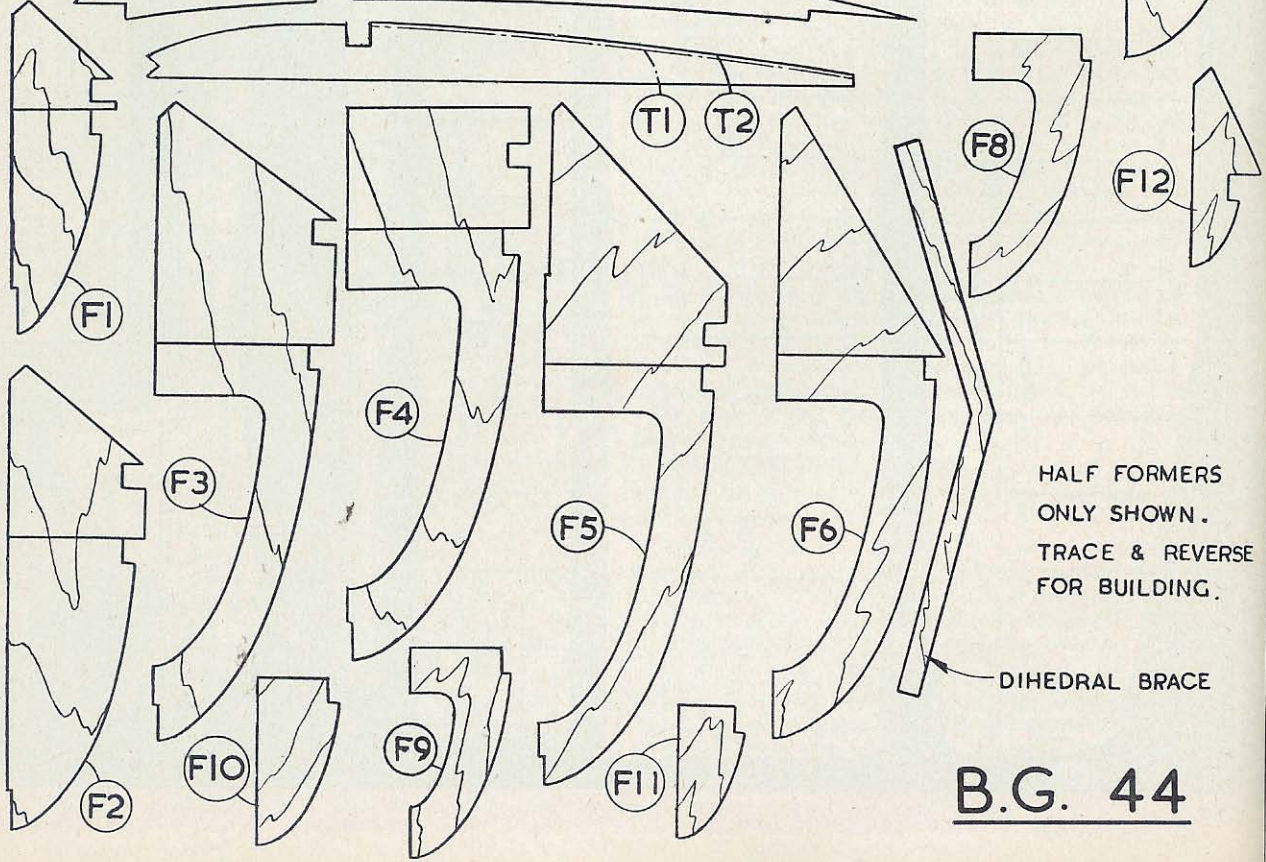 T1
T2
F8
F12
F1
F4
F3
F5
F6
HALF FORMERS
ONLY SHOWN.
TRACE & REVERSE
FOR BUILDING.
DIHEDRAL BRACE
F10
F9
F11
F2
B.G. 44